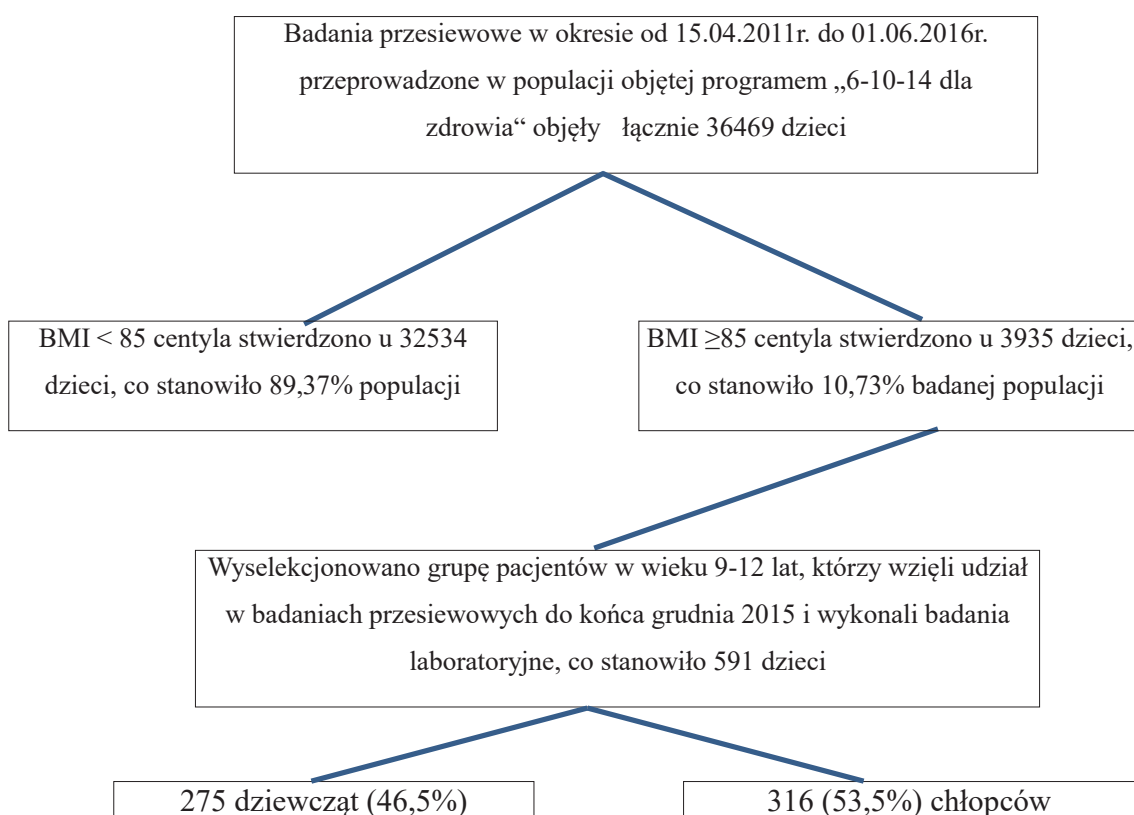 Badania przesiewowe w okresie od 15.04.2011r. do 01.06.2016r.
przeprowadzone w populacji objętej programem „6-10-14 dla
zdrowia“ objęły łącznie 36469 dzieci
BMI < 85 centyla stwierdzono u 32534
dzieci, co stanowiło 89,37% populacji
BMI ≥85 centyla stwierdzono u 3935 dzieci,
co stanowiło 10,73% badanej populacji
Wyselekcjonowano grupę pacjentów w wieku 9-12 lat, którzy wzięli udział
w badaniach przesiewowych do końca grudnia 2015 i wykonali badania
laboratoryjne, co stanowiło 591 dzieci
275 dziewcząt (46,5%)
316 (53,5%) chłopców